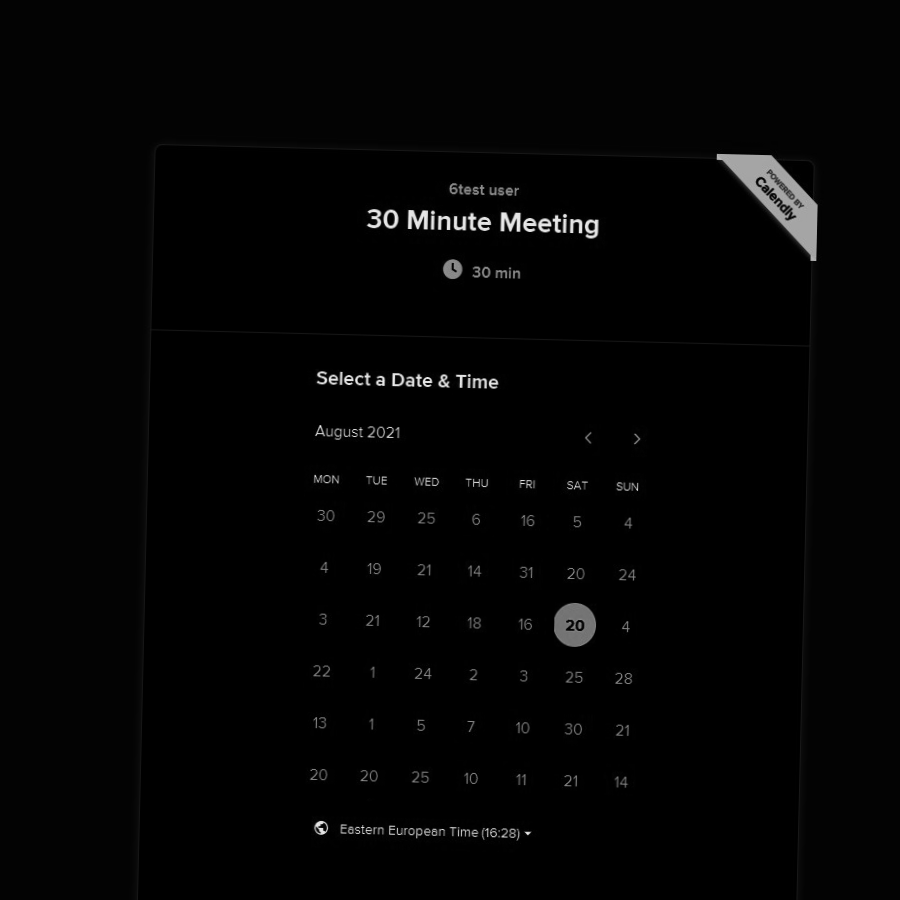 POWERED BY
Calendly
6test user
30 Minute Meeting
30 min
Select a Date & Time
August 2021
MON TUE WED THU FRI SAT SUN
30 29 25 6 16 5 4
4 19 21 14 31 20 24
3 21 12 18 16 20 4
22 1 24 2 3 25 28
13 1 5 7 10 30 21
20 20 25 10 11 21 14
Eastern European Time (16:28)